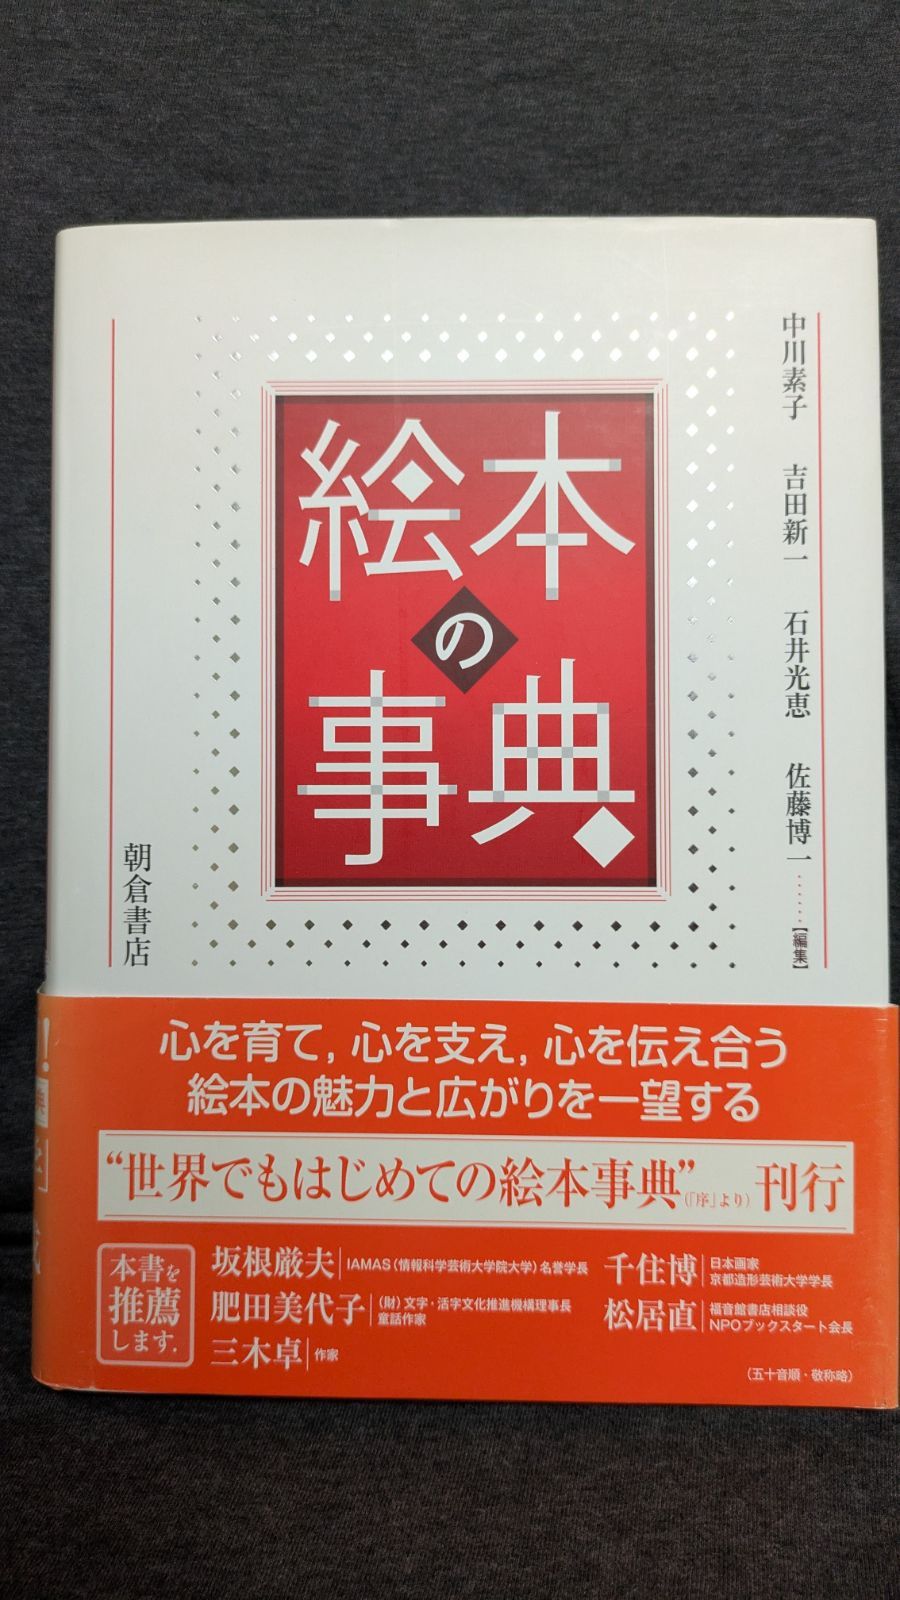 絵本
の
事典
中川素子 吉田新一 石井光恵 佐藤博一……【編集】
朝倉書店
心を育て，心を支え，心を伝え合う
絵本の魅力と広がりを一望する
“世界でもはじめての絵本事典”（「序」より） 刊行
本書を
推薦
します．
坂根厳夫 IAMAS（情報科学芸術大学院大学）名誉学長
肥田美代子 （財）文字・活字文化推進機構理事長
童話作家
三木卓 作家
千住博 日本画家
京都造形芸術大学学長
松居直 福音館書店相談役
NPOブックスタート会長
（五十音順・敬称略）